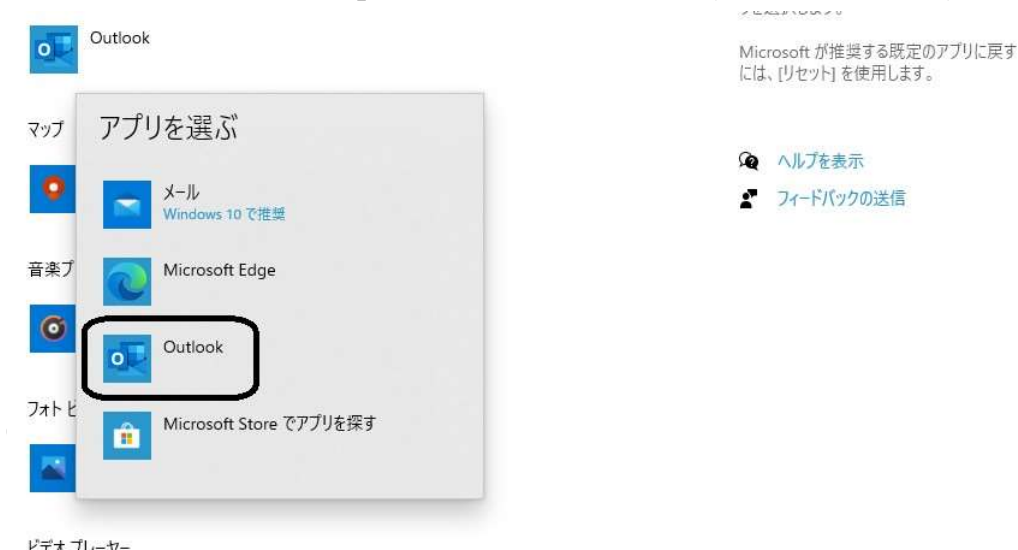 Outlook
マップ
アプリを選ぶ
メール
Windows 10 で推奨
音楽プ
Microsoft Edge
Outlook
フォト ビ
Microsoft Store でアプリを探す
ビデオ プレーヤー
Microsoft が推奨する既定のアプリに戻す
には、[リセット] を使用します。
ヘルプを表示
フィードバックの送信